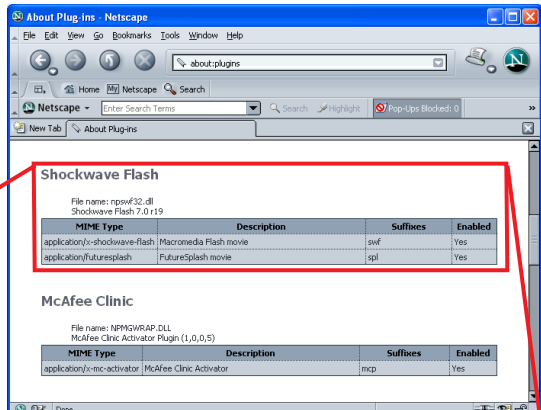 About Plug-ins - Netscape
File Edit View Go Bookmarks Tools Window Help
about:plugins
Home My Netscape Search
Netscape Enter Search Terms Search Highlight Pop-Ups Blocked: 0 »
New Tab About Plug-ins
Shockwave Flash
File name: npswf32.dll
Shockwave Flash 7.0 r19
MIME Type Description Suffixes Enabled
application/x-shockwave-flash Macromedia Flash movie swf Yes
application/futuresplash FutureSplash movie spl Yes
McAfee Clinic
File name: NPMGWRAP.DLL
McAfee Clinic Activator Plugin (1,0,0,5)
MIME Type Description Suffixes Enabled
application/x-mc-activator McAfee Clinic Activator mcp Yes
Done